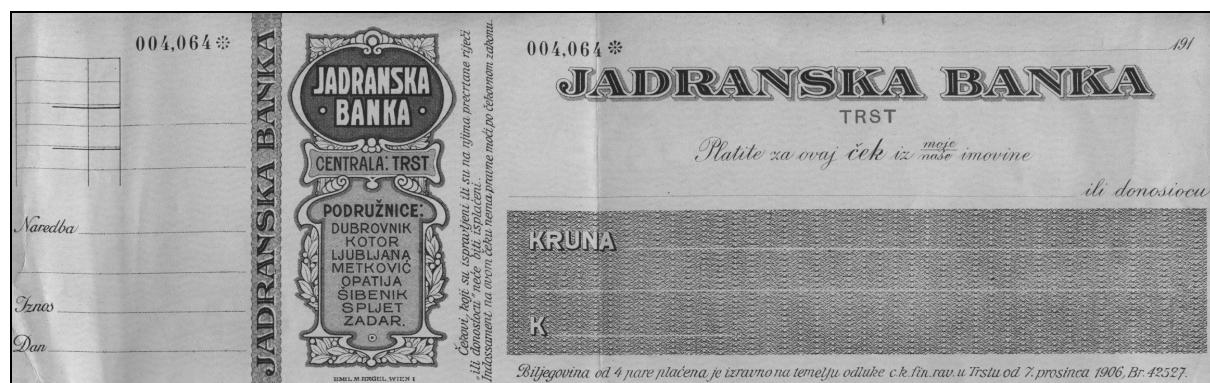 004,064
Naredba
Iznos
Dan
JADRANSKA BANKA
JADRANSKA
· BANKA ·
CENTRALA: TRST
PODRUŽNICE:
DUBROVNIK
KOTOR
LJUBLJANA
METKOVIČ
OPATIJA
ŠIBENIK
SPLJET
ZADAR.
EMIL M. ENGEL, WIEN I
Čekovi, koji su ispravljeni ili su na njima precrtane riječi
„ili donosiocu" neće biti isplaćeni.
Indossament na ovom čeku nema pravne moći, po čekovnom zakonu.
004,064
191
JADRANSKA BANKA
TRST
Platite za ovaj ček iz moje/naše imovine
ili donosiocu
KRUNA
K
Biljegovina od 4 pare plaćena je izravno na temelju odluke c.k. fin. rav. u Trstu od 7. prosinca 1906, Br. 42527.